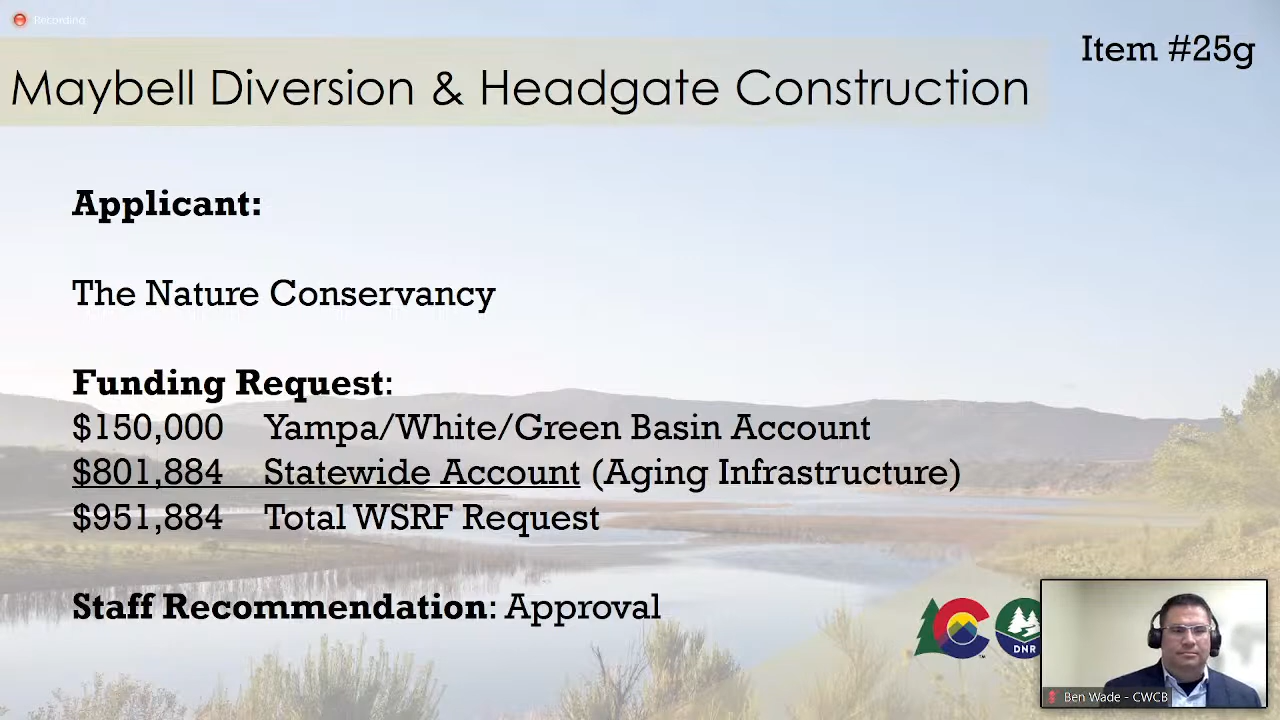 Recording
Item #25g
Maybell Diversion & Headgate Construction
Applicant:
The Nature Conservancy
Funding Request:
$150,000 Yampa/White/Green Basin Account
$801,884 Statewide Account (Aging Infrastructure)
$951,884 Total WSRF Request
Staff Recommendation: Approval
DNR
Ben Wade - CWCB